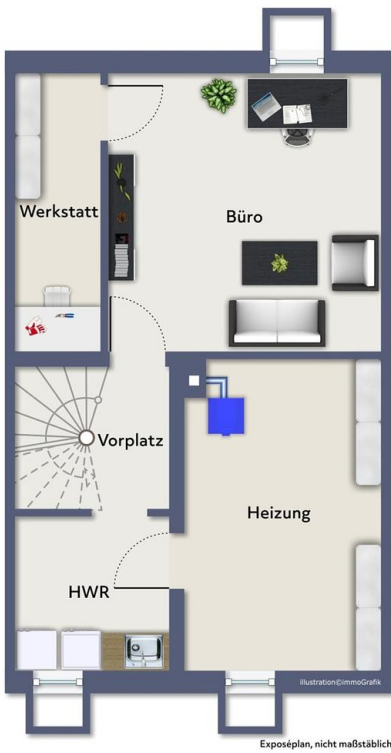 Werkstatt
Büro
Vorplatz
Heizung
HWR
illustration©immoGrafik
Exposéplan, nicht maßstäblich